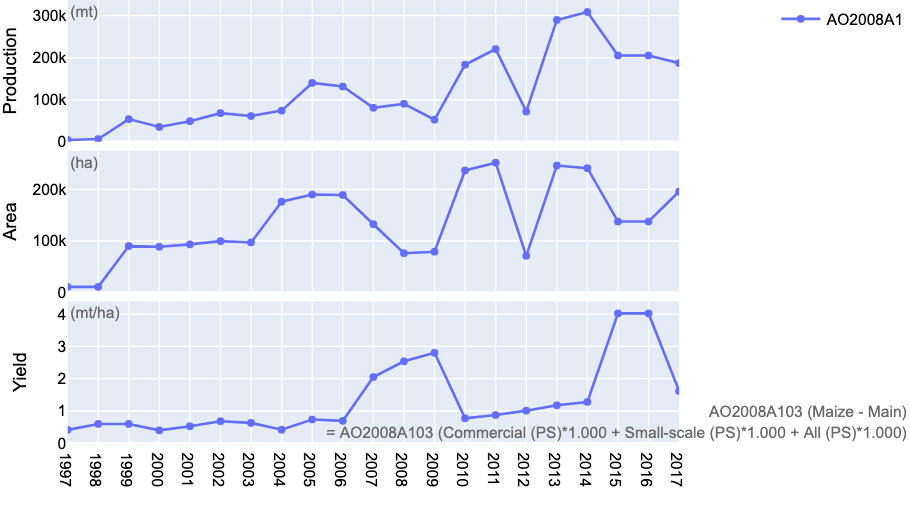 (mt)
AO2008A1
300k
200k
100k
0
Production
(ha)
200k
100k
0
Area
(mt/ha)
4
3
2
1
0
Yield
AO2008A103 (Maize - Main)
= AO2008A103 (Commercial (PS)*1.000 + Small-scale (PS)*1.000 + All (PS)*1.000)
1997
1998
1999
2000
2001
2002
2003
2004
2005
2006
2007
2008
2009
2010
2011
2012
2013
2014
2015
2016
2017